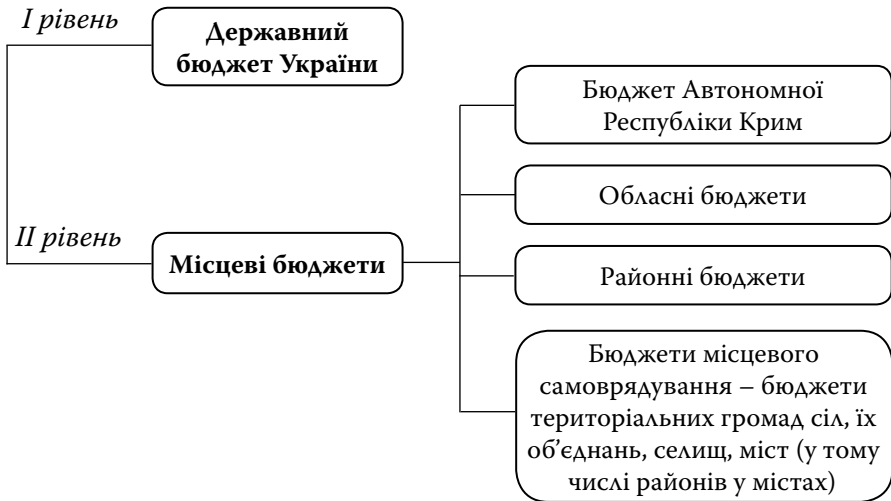 I рівень
Державний
бюджет України
Бюджет Автономної
Республіки Крим
Обласні бюджети
II рівень
Місцеві бюджети
Районні бюджети
Бюджети місцевого
самоврядування – бюджети
територіальних громад сіл, їх
об’єднань, селищ, міст (у тому
числі районів у містах)